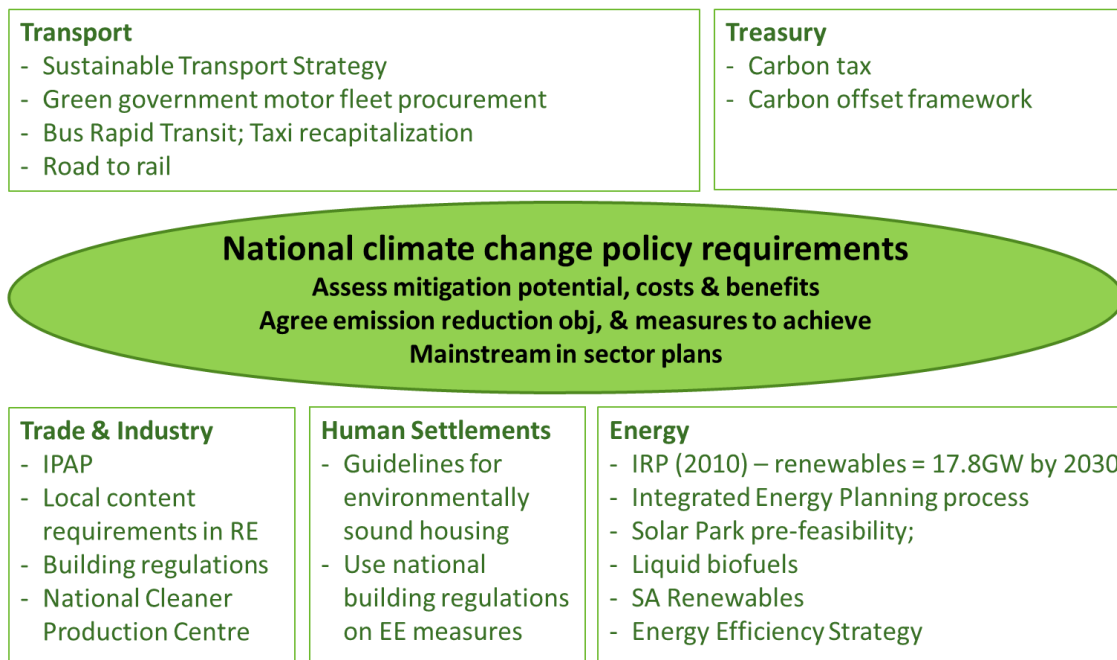 Transport
- Sustainable Transport Strategy
- Green government motor fleet procurement
- Bus Rapid Transit; Taxi recapitalization
- Road to rail
Treasury
- Carbon tax
- Carbon offset framework
National climate change policy requirements
Assess mitigation potential, costs & benefits
Agree emission reduction obj, & measures to achieve
Mainstream in sector plans
Trade & Industry
- IPAP
- Local content
requirements in RE
- Building regulations
- National Cleaner
Production Centre
Human Settlements
- Guidelines for
environmentally
sound housing
- Use national
building regulations
on EE measures
Energy
- IRP (2010) – renewables = 17.8GW by 2030
- Integrated Energy Planning process
- Solar Park pre-feasibility;
- Liquid biofuels
- SA Renewables
- Energy Efficiency Strategy